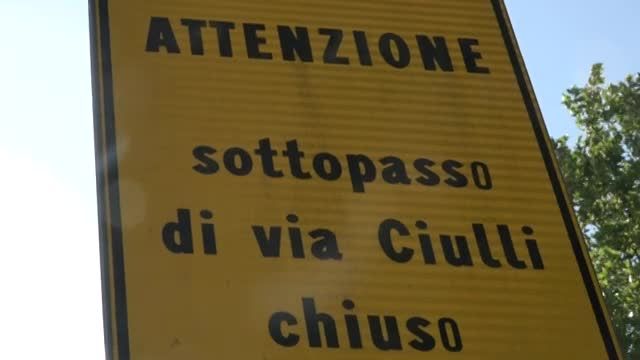 ATTENZIONE
sottopasso
di via Ciulli
chiuso